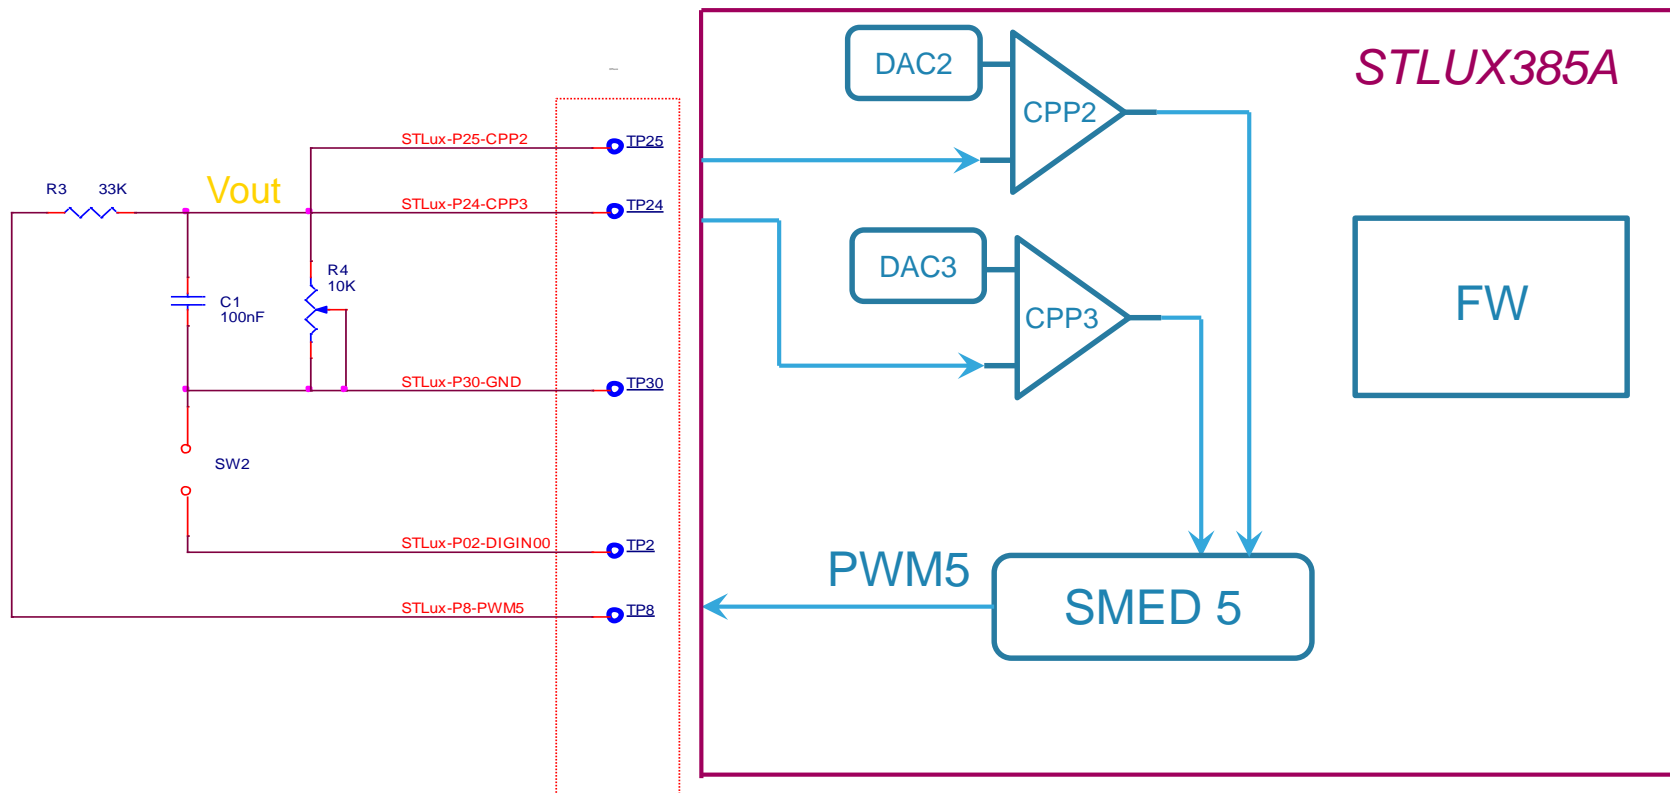 DAC2
STLUX385A
CPP2
STLux-P25-CPP2
TP25
R3 33K
Vout
STLux-P24-CPP3
TP24
DAC3
R4
10K
C1
100nF
CPP3
FW
STLux-P30-GND
TP30
SW2
STLux-P02-DIGIN00
TP2
PWM5
STLux-P8-PWM5
TP8
SMED 5